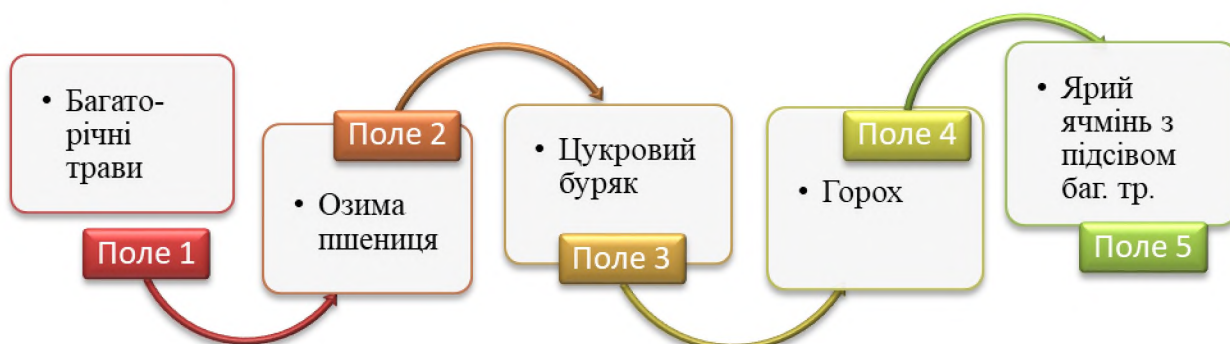 Багато-
річні
трави
Поле 1
Поле 2
Озима
пшениця
Цукровий
буряк
Поле 3
Поле 4
Горох
Ярий
ячмінь з
підсівом
баг. тр.
Поле 5